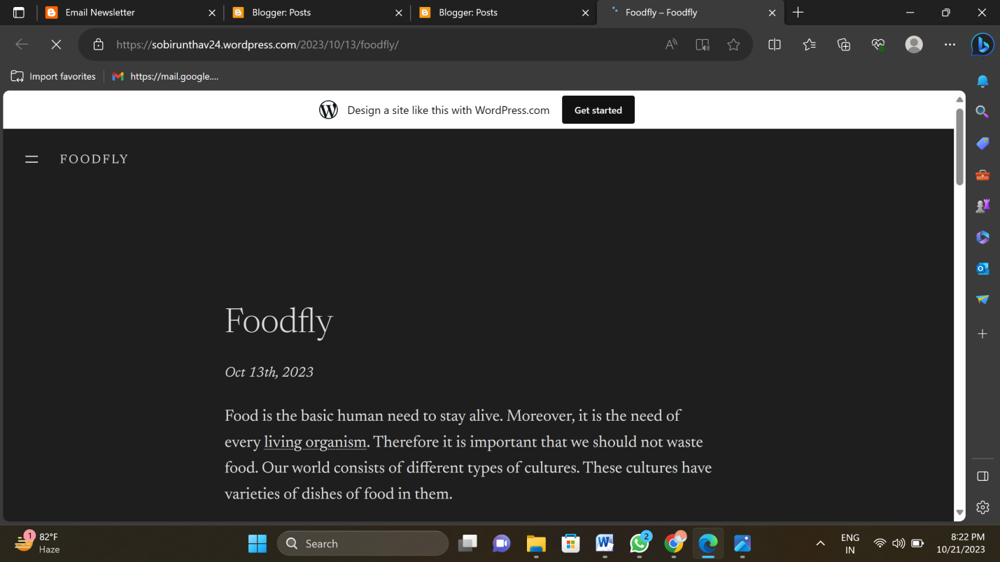 Email Newsletter
Blogger: Posts
Blogger: Posts
Foodfly – Foodfly
https://sobirunthav24.wordpress.com/2023/10/13/foodfly/
Import favorites
https://mail.google....
Design a site like this with WordPress.com
Get started
FOODFLY
Foodfly
Oct 13th, 2023
Food is the basic human need to stay alive. Moreover, it is the need of
every living organism. Therefore it is important that we should not waste
food. Our world consists of different types of cultures. These cultures have
varieties of dishes of food in them.
1
82°F
Haze
Search
2
ENG
IN
8:22 PM
10/21/2023